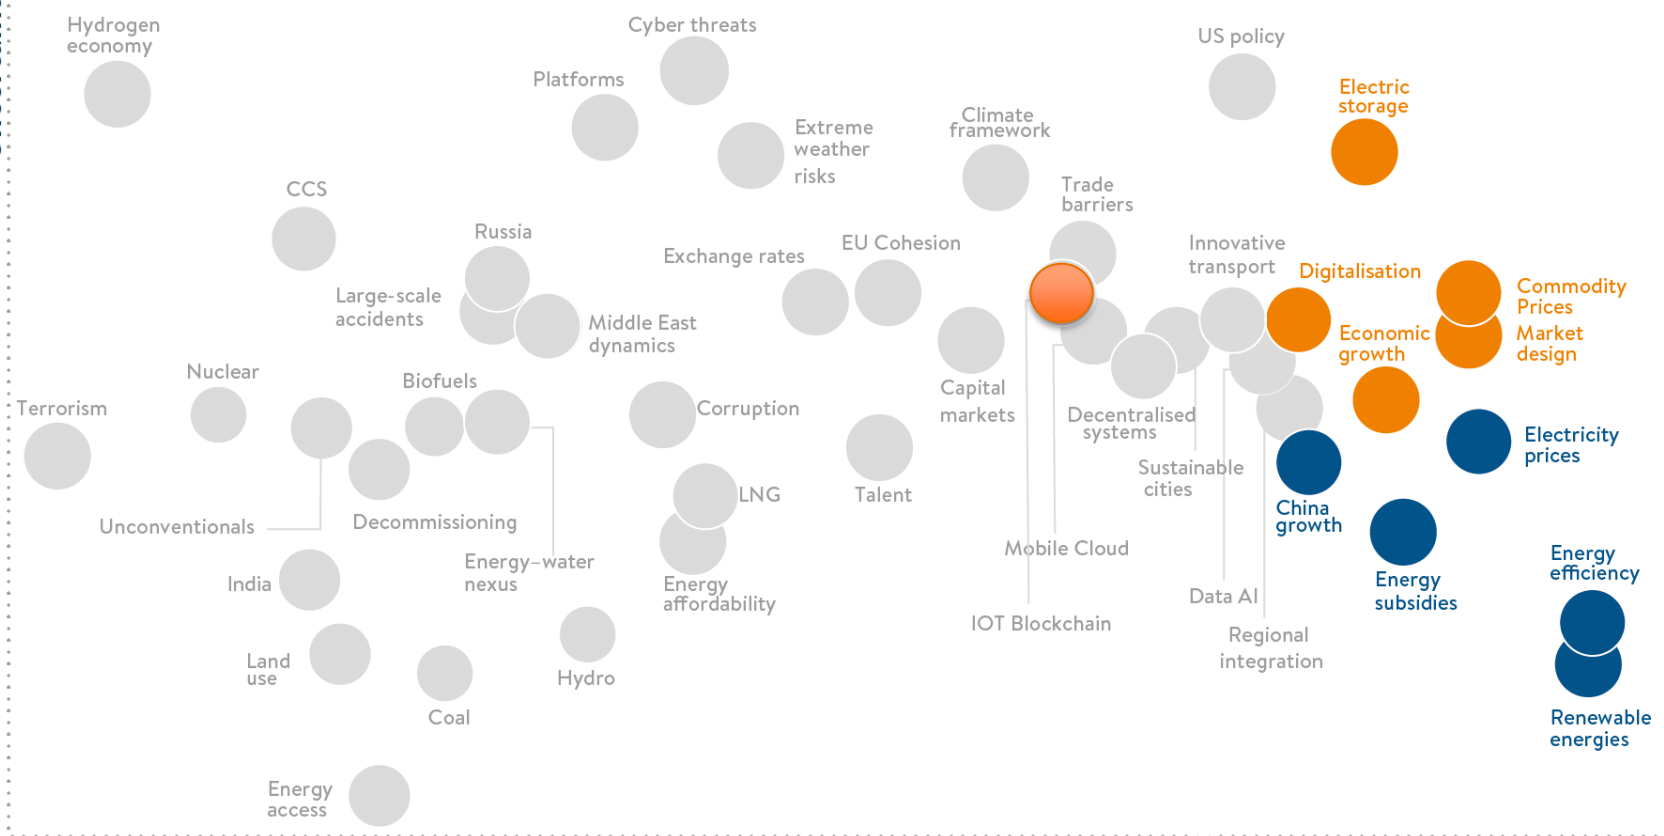 Hydrogen
economy
Cyber threats
Platforms
Extreme
weather
risks
US policy
Electric
storage
Climate
framework
CCS
Trade
barriers
Russia
Exchange rates
EU Cohesion
Innovative
transport
Digitalisation
Commodity
Prices
Large-scale
accidents
Middle East
dynamics
Economic
growth
Market
design
Nuclear
Biofuels
Capital
markets
Terrorism
Corruption
Decentralised
systems
Electricity
prices
Sustainable
cities
Talent
LNG
China
growth
Unconventionals
Decommissioning
Mobile Cloud
Energy–water
nexus
Energy
efficiency
India
Energy
affordability
Energy
subsidies
Data AI
IOT Blockchain
Regional
integration
Land
use
Hydro
Coal
Renewable
energies
Energy
access